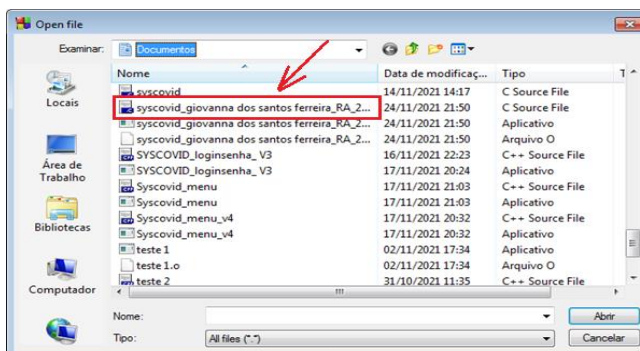 Open file
Examinar: Documentos
Nome Data de modificaç... Tipo T
syscovid 14/11/2021 14:17 C Source File
syscovid_giovanna dos santos ferreira_RA_2... 24/11/2021 21:50 C Source File
syscovid_giovanna dos santos ferreira_RA_2... 24/11/2021 21:50 Aplicativo
syscovid_giovanna dos santos ferreira_RA_2... 24/11/2021 21:50 Arquivo O
SYSCOVID_loginsenha_ V3 16/11/2021 22:23 C++ Source File
SYSCOVID_loginsenha_ V3 17/11/2021 20:24 Aplicativo
Syscovid_menu 17/11/2021 21:03 C++ Source File
Syscovid_menu 17/11/2021 21:03 Aplicativo
Syscovid_menu_v4 17/11/2021 20:32 C++ Source File
Syscovid_menu_v4 17/11/2021 20:32 Aplicativo
teste 1 02/11/2021 17:34 Aplicativo
teste 1.o 02/11/2021 17:34 Arquivo O
teste 2 31/10/2021 11:35 C++ Source File
Locais
Área de
Trabalho
Bibliotecas
Computador
Nome: Abrir
Tipo: All files (*.*) Cancelar